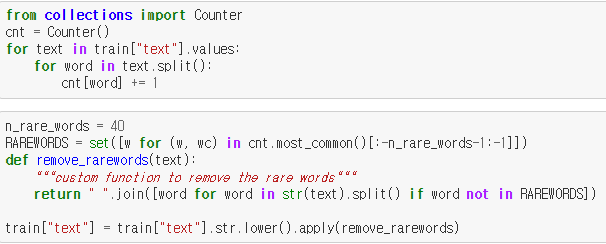 from collections import Counter
cnt = Counter()
for text in train["text"].values:
    for word in text.split():
        cnt[word] += 1
n_rare_words = 40
RAREWORDS = set([w for (w, wc) in cnt.most_common()[:-n_rare_words-1:-1]])
def remove_rarewords(text):
    """custom function to remove the rare words"""
    return " ".join([word for word in str(text).split() if word not in RAREWORDS])
train["text"] = train["text"].str.lower().apply(remove_rarewords)